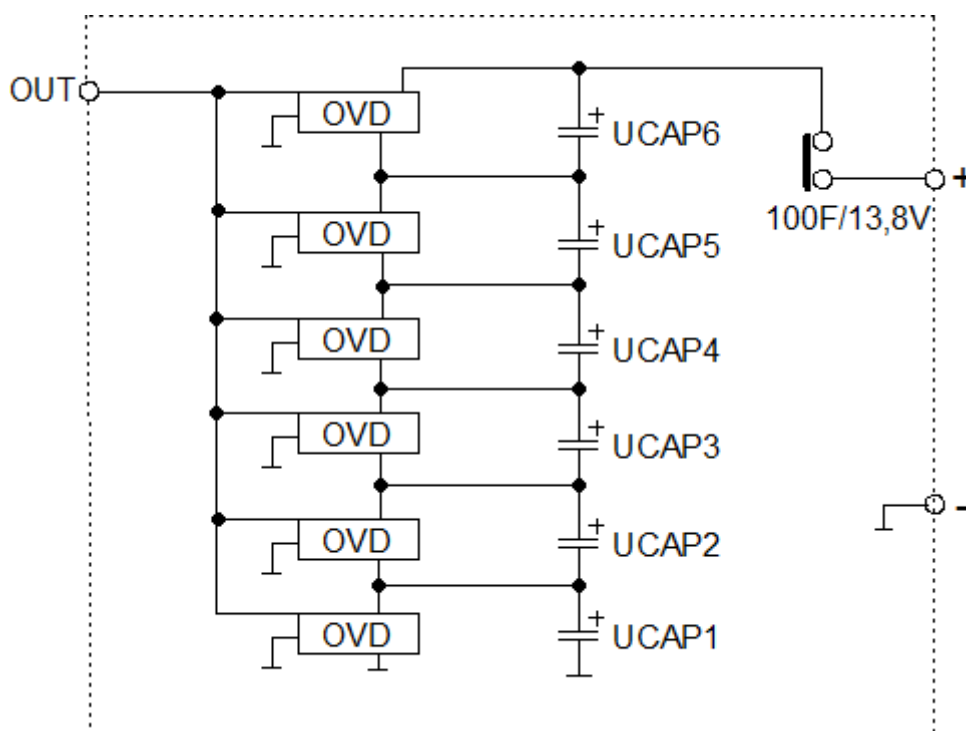 OUT
OVD
+
UCAP6
+
100F/13,8V
OVD
+
UCAP5
OVD
+
UCAP4
OVD
+
UCAP3
-
OVD
+
UCAP2
OVD
+
UCAP1